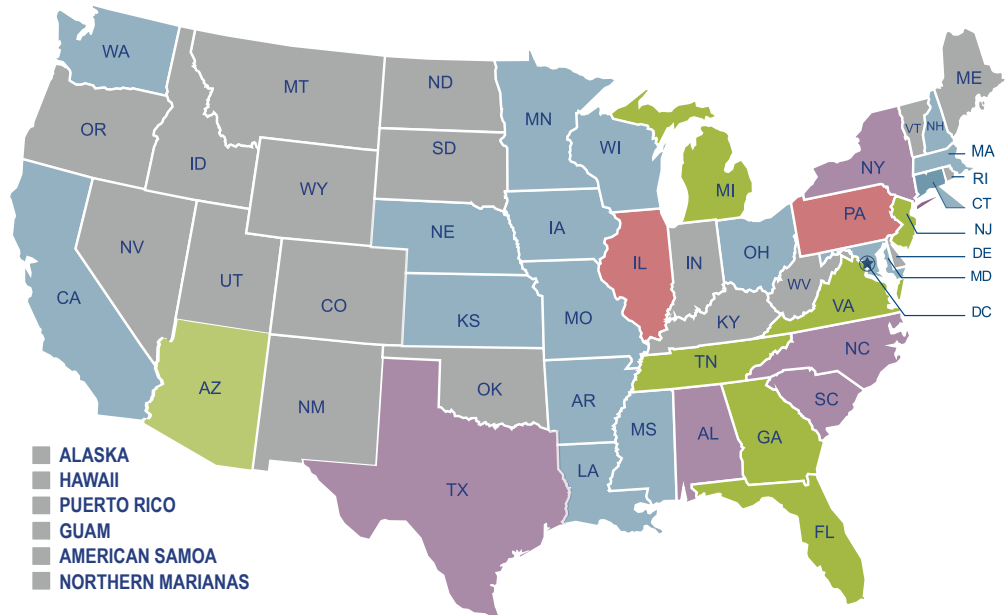 WA
MT
ND
ME
OR
ID
MN
VT
NH
SD
WI
NY
MA
WY
MI
RI
CT
PA
NJ
NE
IA
NV
UT
IL
IN
OH
DE
MD
CA
CO
KS
MO
WV
VA
DC
KY
NC
TN
AZ
NM
OK
AR
SC
MS
AL
GA
LA
TX
FL
ALASKA
HAWAII
PUERTO RICO
GUAM
AMERICAN SAMOA
NORTHERN MARIANAS